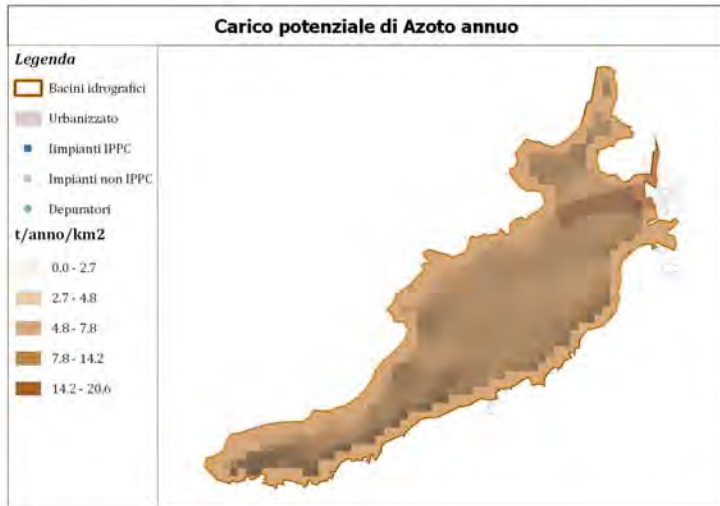 Carico potenziale di Azoto annuo
Legenda
Bacini idrografici
Urbanizzato
Iimpianti IPPC
Impianti non IPPC
Depuratori
t/anno/km2
0.0 - 2.7
2.7 - 4.8
4.8 - 7.8
7.8 - 14.2
14.2 - 20.6